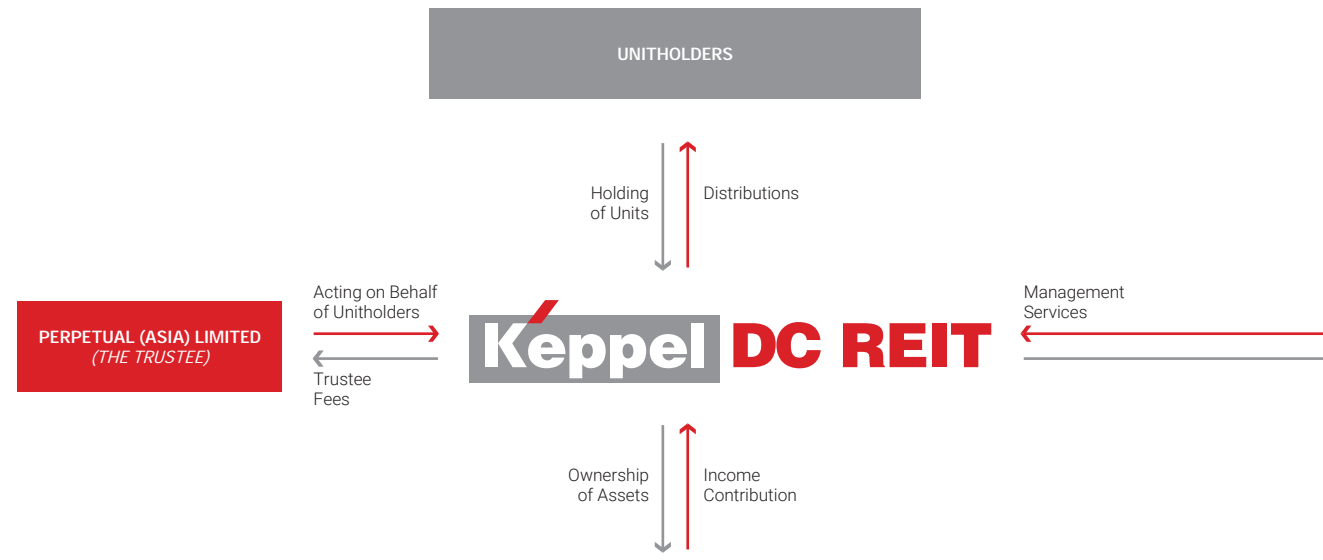 UNITHOLDERS
Holding
of Units
Distributions
Acting on Behalf
of Unitholders
Management
Services
PERPETUAL (ASIA) LIMITED
(THE TRUSTEE)
Keppel DC REIT
Trustee
Fees
Ownership
of Assets
Income
Contribution